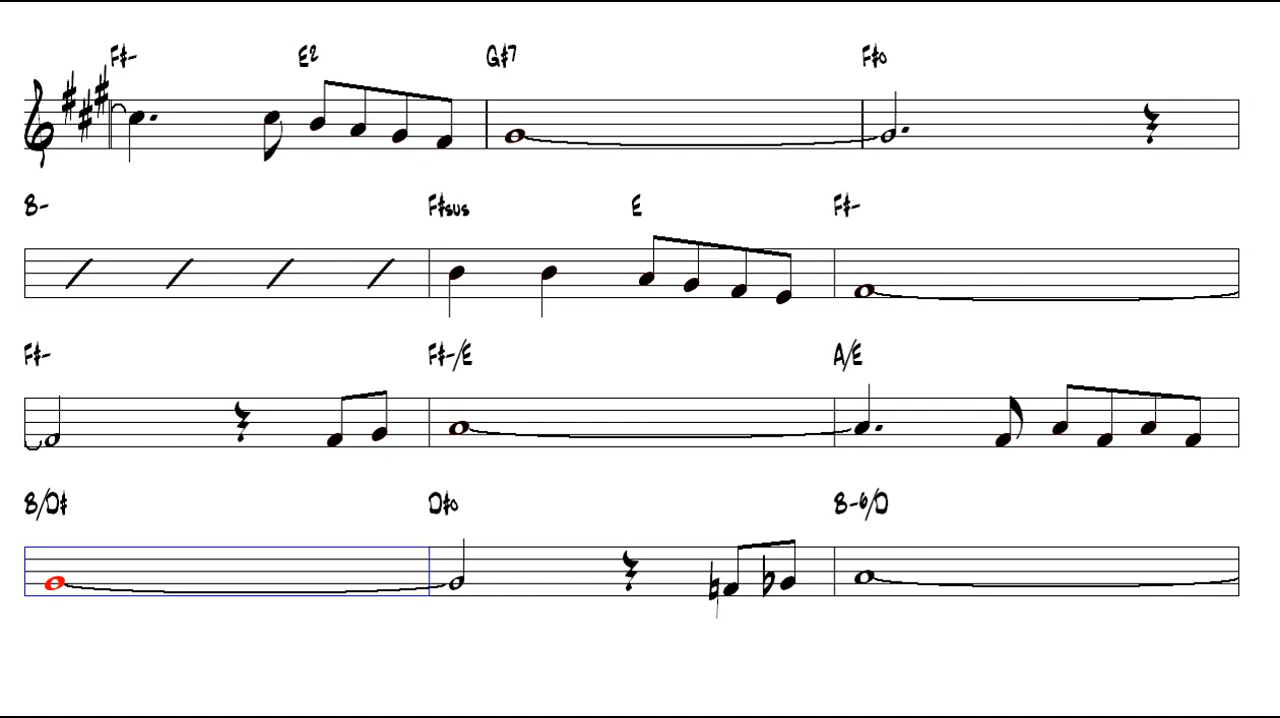 F#- E2 G#7 F#o
B- F#sus E F#-
F#- F#-/E A/E
B/D# D#o B-6/D